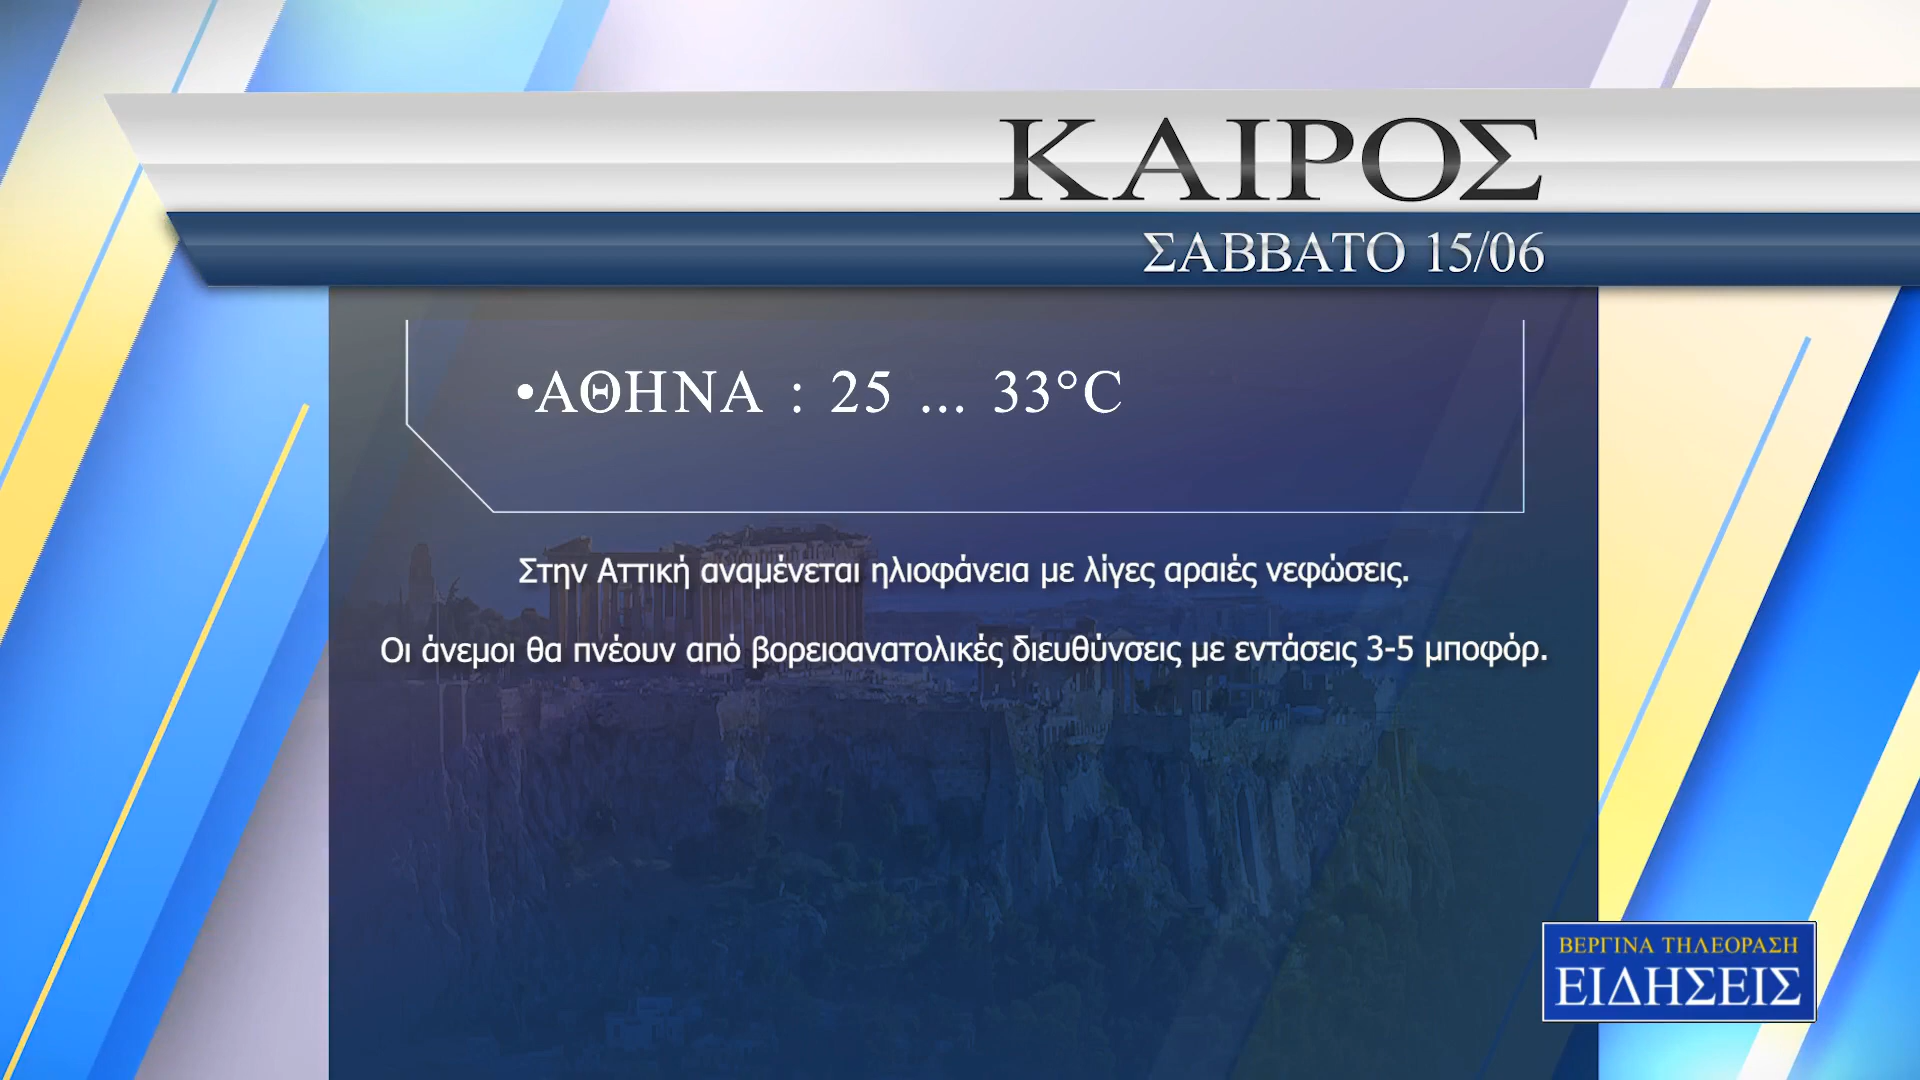 ΚΑΙΡΟΣ
ΣΑΒΒΑΤΟ 15/06
•ΑΘΗΝΑ : 25 ... 33°C
Στην Αττική αναμένεται ηλιοφάνεια με λίγες αραιές νεφώσεις.
Οι άνεμοι θα πνέουν από βορειοανατολικές διευθύνσεις με εντάσεις 3-5 μποφόρ.
ΒΕΡΓΙΝΑ ΤΗΛΕΟΡΑΣΗ
ΕΙΔΗΣΕΙΣ